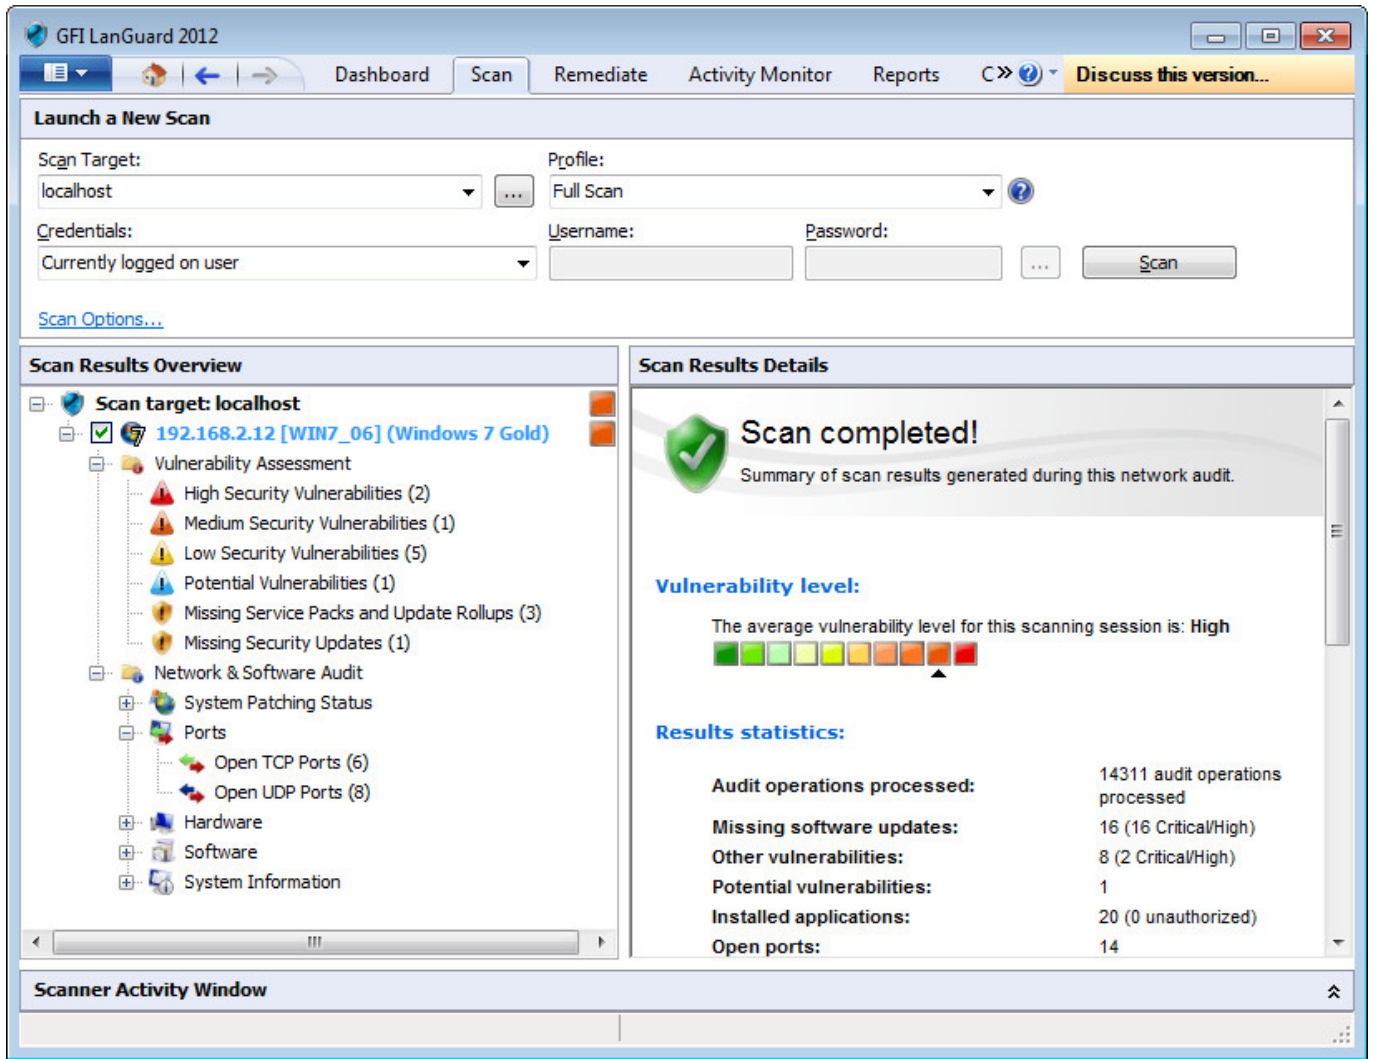 GFI LanGuard 2012
Dashboard Scan Remediate Activity Monitor Reports C» Discuss this version...
Launch a New Scan
Scan Target: Profile:
localhost ... Full Scan
Credentials: Username: Password:
Currently logged on user ... Scan
Scan Options...
Scan Results Overview
Scan target: localhost
192.168.2.12 [WIN7_06] (Windows 7 Gold)
Vulnerability Assessment
High Security Vulnerabilities (2)
Medium Security Vulnerabilities (1)
Low Security Vulnerabilities (5)
Potential Vulnerabilities (1)
Missing Service Packs and Update Rollups (3)
Missing Security Updates (1)
Network & Software Audit
System Patching Status
Ports
Open TCP Ports (6)
Open UDP Ports (8)
Hardware
Software
System Information
Scan Results Details
Scan completed!
Summary of scan results generated during this network audit.
Vulnerability level:
The average vulnerability level for this scanning session is: High
Results statistics:
Audit operations processed: 14311 audit operations
processed
Missing software updates: 16 (16 Critical/High)
Other vulnerabilities: 8 (2 Critical/High)
Potential vulnerabilities: 1
Installed applications: 20 (0 unauthorized)
Open ports: 14
Scanner Activity Window